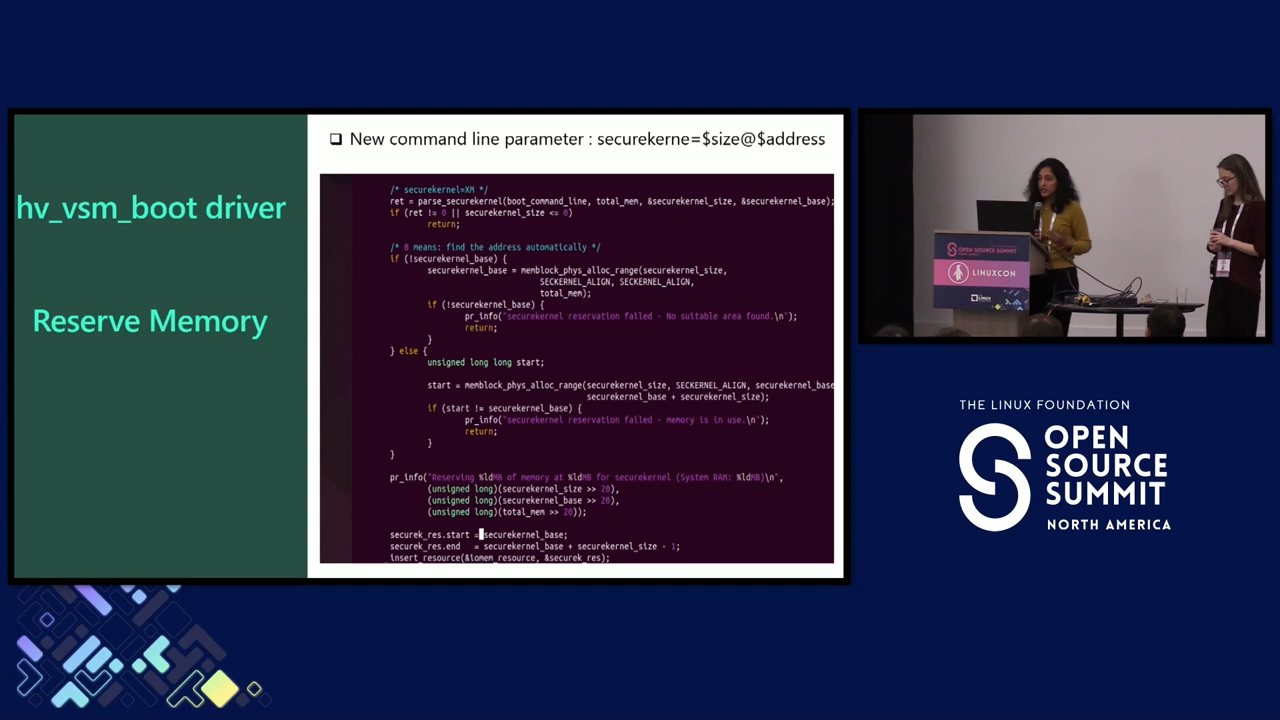 hv_vsm_boot driver
Reserve Memory
❑ New command line parameter : securekerne=$size@$address
/* securekernel=XM */
ret = parse_securekernel(boot_command_line, total_mem, &securekernel_size, &securekernel_base);
if (ret != 0 || securekernel_size <= 0)
return;
/* 0 means: find the address automatically */
if (!securekernel_base) {
securekernel_base = memblock_phys_alloc_range(securekernel_size,
SECKERNEL_ALIGN, SECKERNEL_ALIGN,
total_mem);
if (!securekernel_base) {
pr_info("securekernel reservation failed - No suitable area found.\n");
return;
}
} else {
unsigned long long start;
start = memblock_phys_alloc_range(securekernel_size, SECKERNEL_ALIGN, securekernel_base
securekernel_base + securekernel_size);
if (start != securekernel_base) {
pr_info("securekernel reservation failed - memory is in use.\n");
return;
}
}
pr_info("Reserving %ldMB of memory at %ldMB for securekernel (System RAM: %ldMB)\n",
(unsigned long)(securekernel_size >> 20),
(unsigned long)(securekernel_base >> 20),
(unsigned long)(total_mem >> 20));
securek_res.start = securekernel_base;
securek_res.end = securekernel_base + securekernel_size - 1;
insert_resource(&iomem_resource, &securek_res);
OPEN SOURCE SUMMIT
LINUXCON
THE LINUX FOUNDATION
OPEN
SOURCE
SUMMIT
NORTH AMERICA